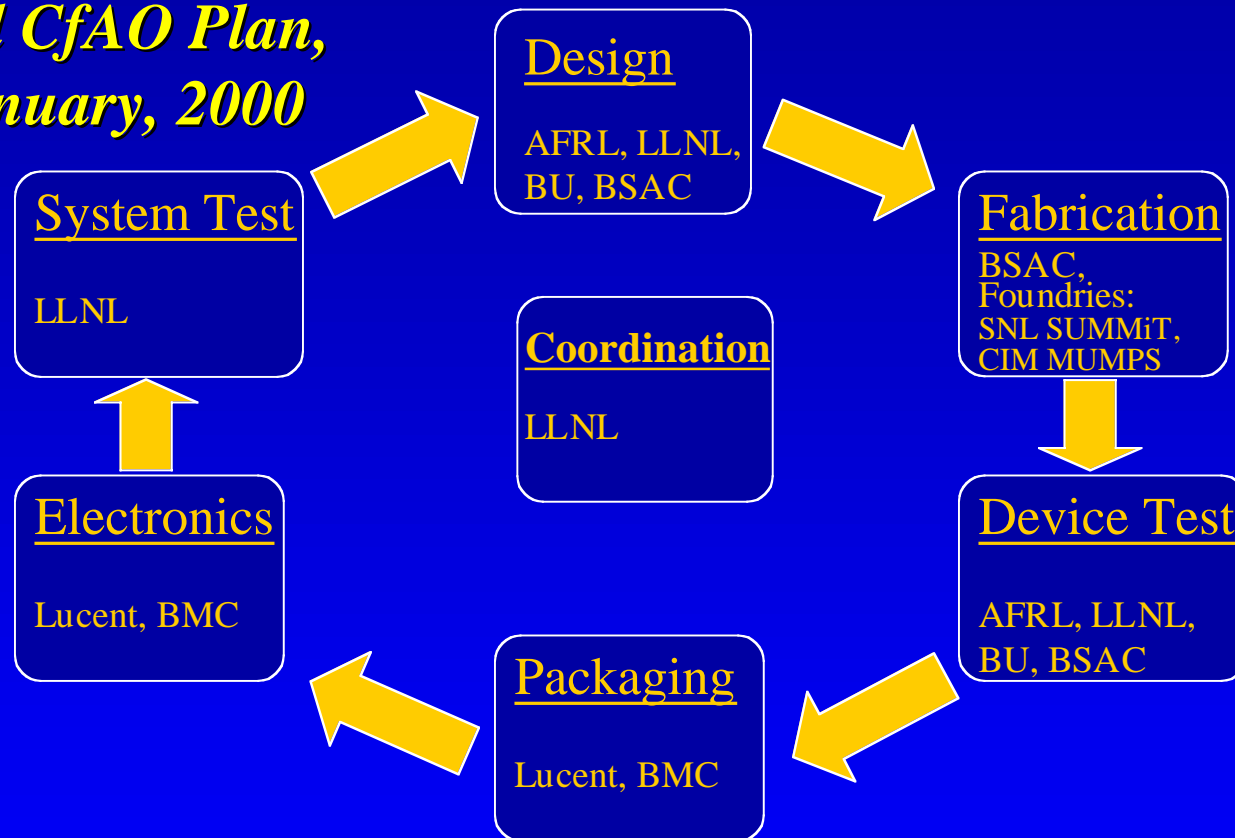 CfAO Plan,
2000
Design
AFRL, LLNL,
BU, BSAC
System Test
LLNL
Fabrication
BSAC,
Foundries:
SNL SUMMiT,
CIM MUMPS
Coordination
LLNL
Electronics
Lucent, BMC
Device Test
AFRL, LLNL,
BU, BSAC
Packaging
Lucent, BMC